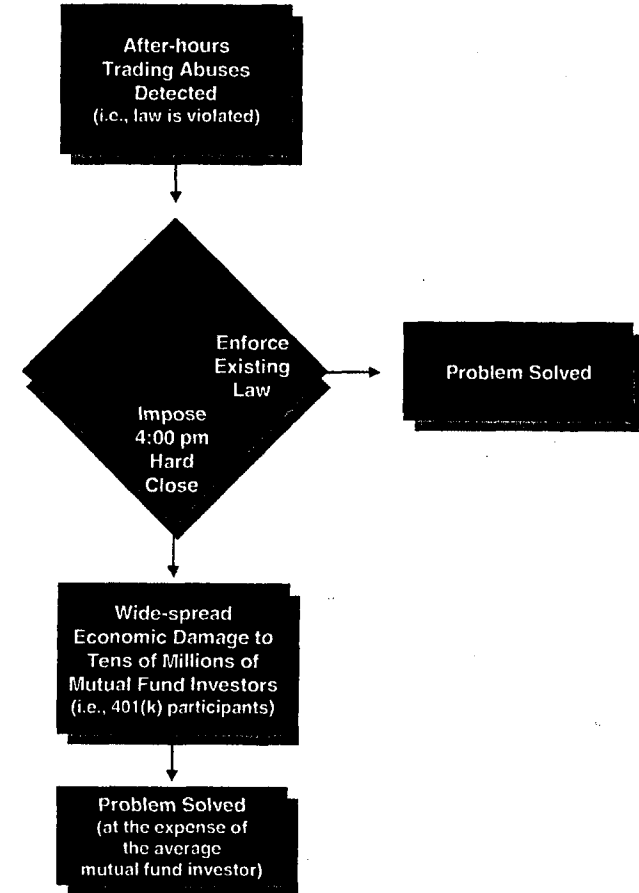 After-hours
Trading Abuses
Detected
(i.e., law is violated)
Enforce
Existing
Law
Problem Solved
Impose
4:00 pm
Hard
Close
Wide-spread
Economic Damage to
Tens of Millions of
Mutual Fund Investors
(i.e., 401(k) participants)
Problem Solved
(at the expense of
the average
mutual fund investor)